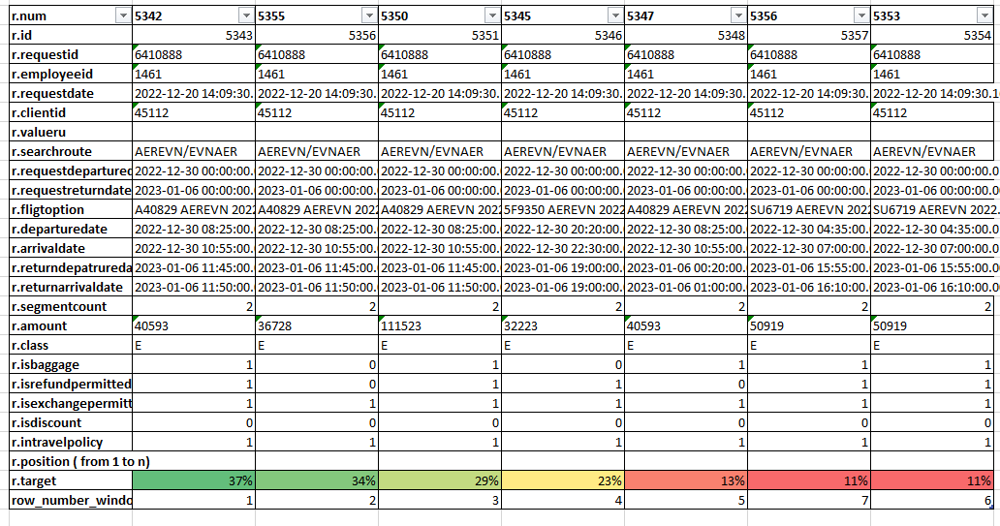 r.num 5342 5355 5350 5345 5347 5356 5353
r.id 5343 5356 5351 5346 5348 5357 5354
r.requestid 6410888 6410888 6410888 6410888 6410888 6410888 6410888
r.employeeid 1461 1461 1461 1461 1461 1461 1461
r.requestdate 2022-12-20 14:09:30. 2022-12-20 14:09:30. 2022-12-20 14:09:30. 2022-12-20 14:09:30. 2022-12-20 14:09:30. 2022-12-20 14:09:30. 2022-12-20 14:09:30.1
r.clientid 45112 45112 45112 45112 45112 45112 45112
r.valueru
r.searchroute AEREVN/EVNAER AEREVN/EVNAER AEREVN/EVNAER AEREVN/EVNAER AEREVN/EVNAER AEREVN/EVNAER AEREVN/EVNAER
r.requestdepartured 2022-12-30 00:00:00. 2022-12-30 00:00:00. 2022-12-30 00:00:00. 2022-12-30 00:00:00. 2022-12-30 00:00:00. 2022-12-30 00:00:00. 2022-12-30 00:00:00.0
r.requestreturndate 2023-01-06 00:00:00. 2023-01-06 00:00:00. 2023-01-06 00:00:00. 2023-01-06 00:00:00. 2023-01-06 00:00:00. 2023-01-06 00:00:00. 2023-01-06 00:00:00.0
r.fligtoption A40829 AEREVN 2022 A40829 AEREVN 2022 A40829 AEREVN 2022 5F9350 AEREVN 2022 A40829 AEREVN 2022 SU6719 AEREVN 2022 SU6719 AEREVN 2022.
r.departuredate 2022-12-30 08:25:00. 2022-12-30 08:25:00. 2022-12-30 08:25:00. 2022-12-30 20:20:00. 2022-12-30 08:25:00. 2022-12-30 04:35:00. 2022-12-30 04:35:00.0
r.arrivaldate 2022-12-30 10:55:00. 2022-12-30 10:55:00. 2022-12-30 10:55:00. 2022-12-30 22:30:00. 2022-12-30 10:55:00. 2022-12-30 07:00:00. 2022-12-30 07:00:00.0
r.returndepatrureda 2023-01-06 11:45:00. 2023-01-06 11:45:00. 2023-01-06 11:45:00. 2023-01-06 19:00:00. 2023-01-06 00:20:00. 2023-01-06 15:55:00. 2023-01-06 15:55:00.0
r.returnarrivaldate 2023-01-06 11:50:00. 2023-01-06 11:50:00. 2023-01-06 11:50:00. 2023-01-06 19:00:00. 2023-01-06 01:00:00. 2023-01-06 16:10:00. 2023-01-06 16:10:00.0
r.segmentcount 2 2 2 2 2 2 2
r.amount 40593 36728 111523 32223 40593 50919 50919
r.class E E E E E E E
r.isbaggage 1 0 1 0 1 1 1
r.isrefundpermitted 1 0 1 1 0 1 1
r.isexchangepermitt 1 1 1 1 1 1 1
r.isdiscount 0 0 0 0 0 0 0
r.intravelpolicy 1 1 1 1 1 1 1
r.position ( from 1 to n)
r.target 37% 34% 29% 23% 13% 11% 11%
row_number_windo 1 2 3 4 5 7 6